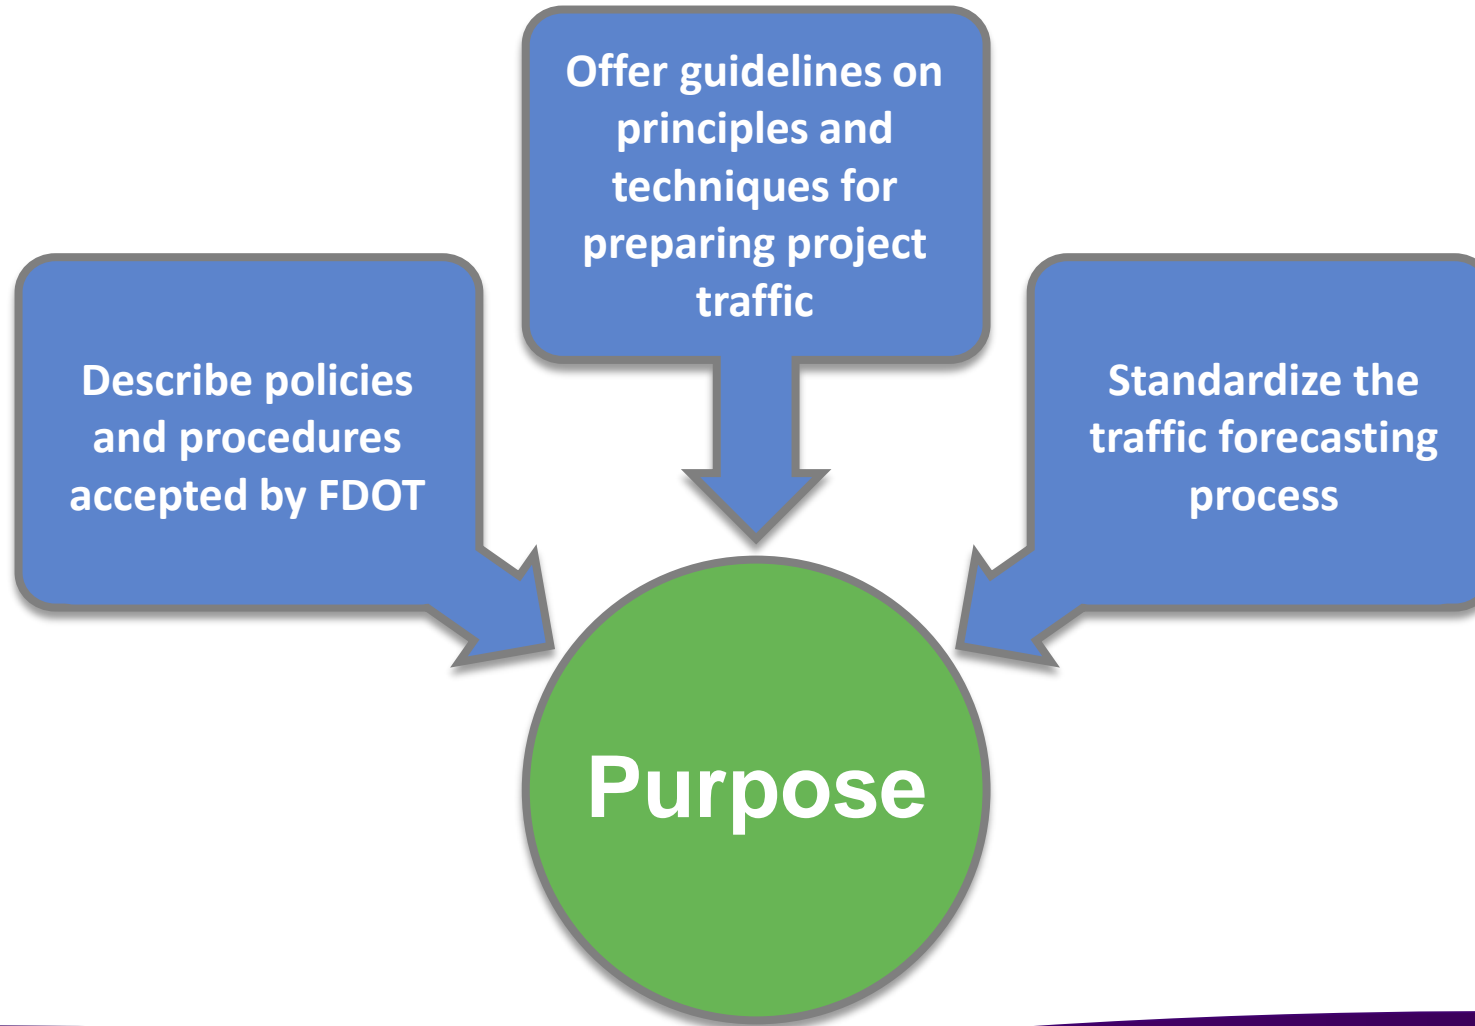 Offer guidelines on
principles and
techniques for
preparing project
traffic
Describe policies
and procedures
accepted by FDOT
Standardize the
traffic forecasting
process
Purpose